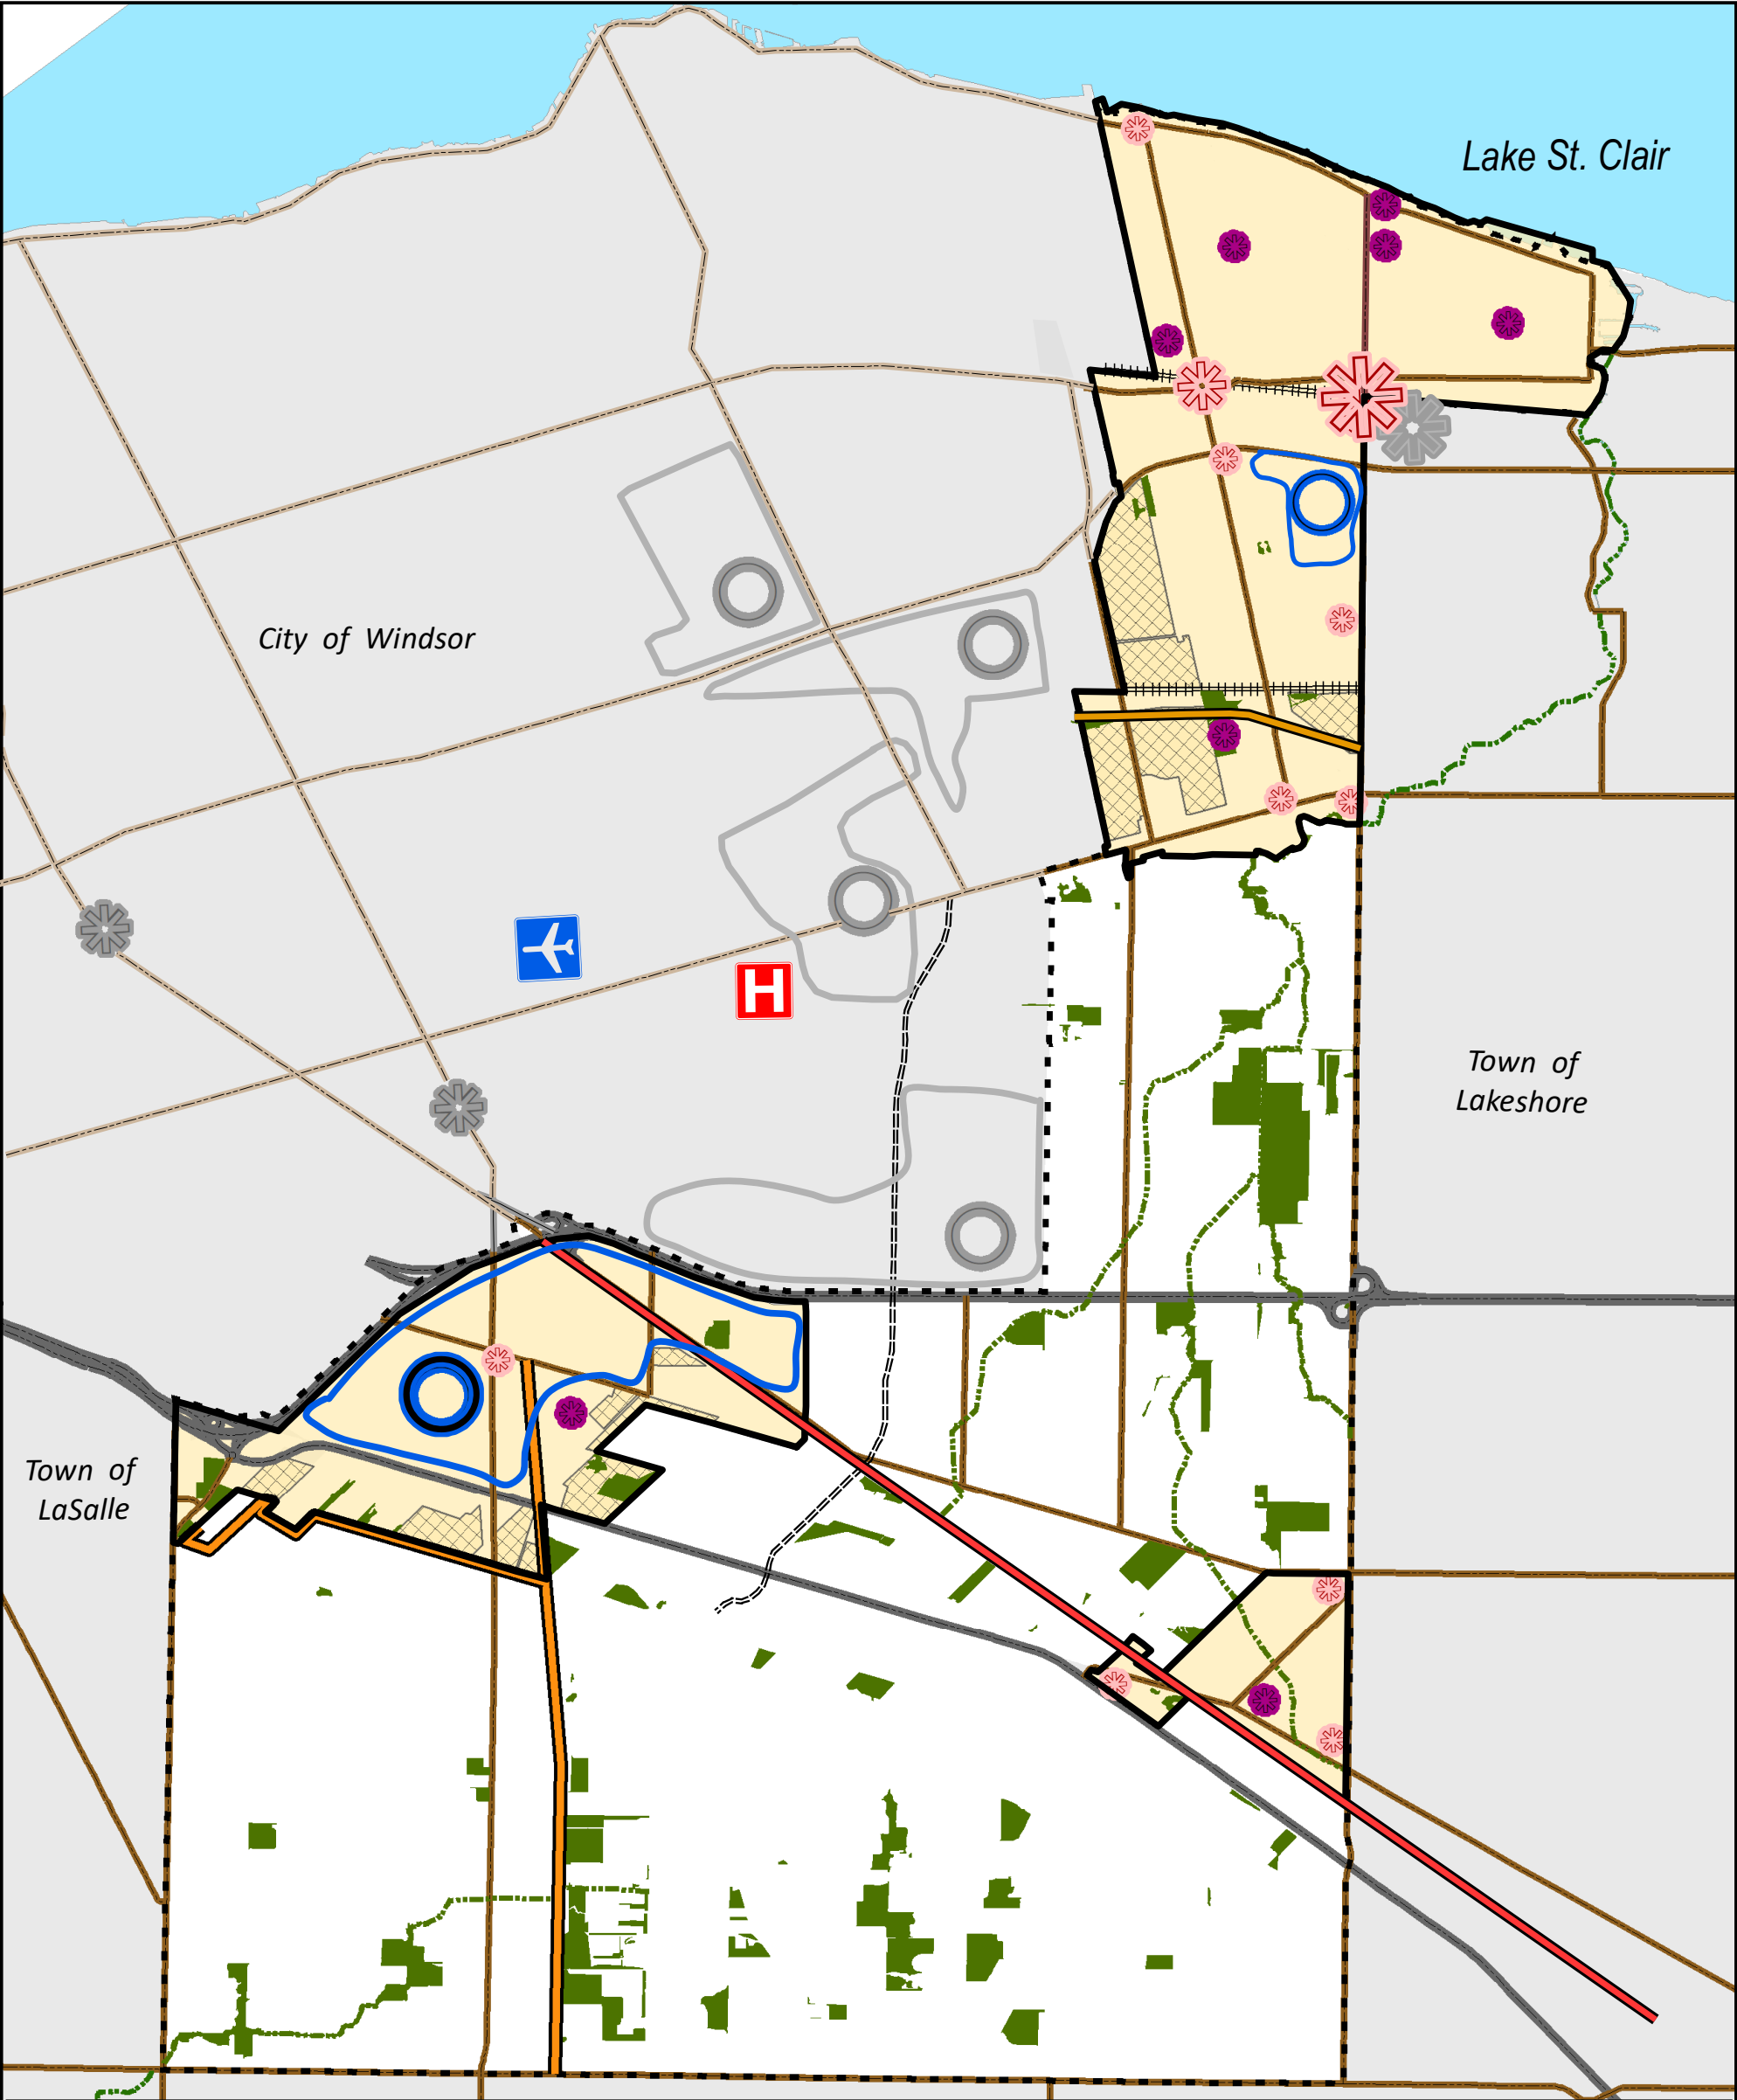 Lake St. Clair
City of Windsor
H
Town of
Lakeshore
Town of
LaSalle